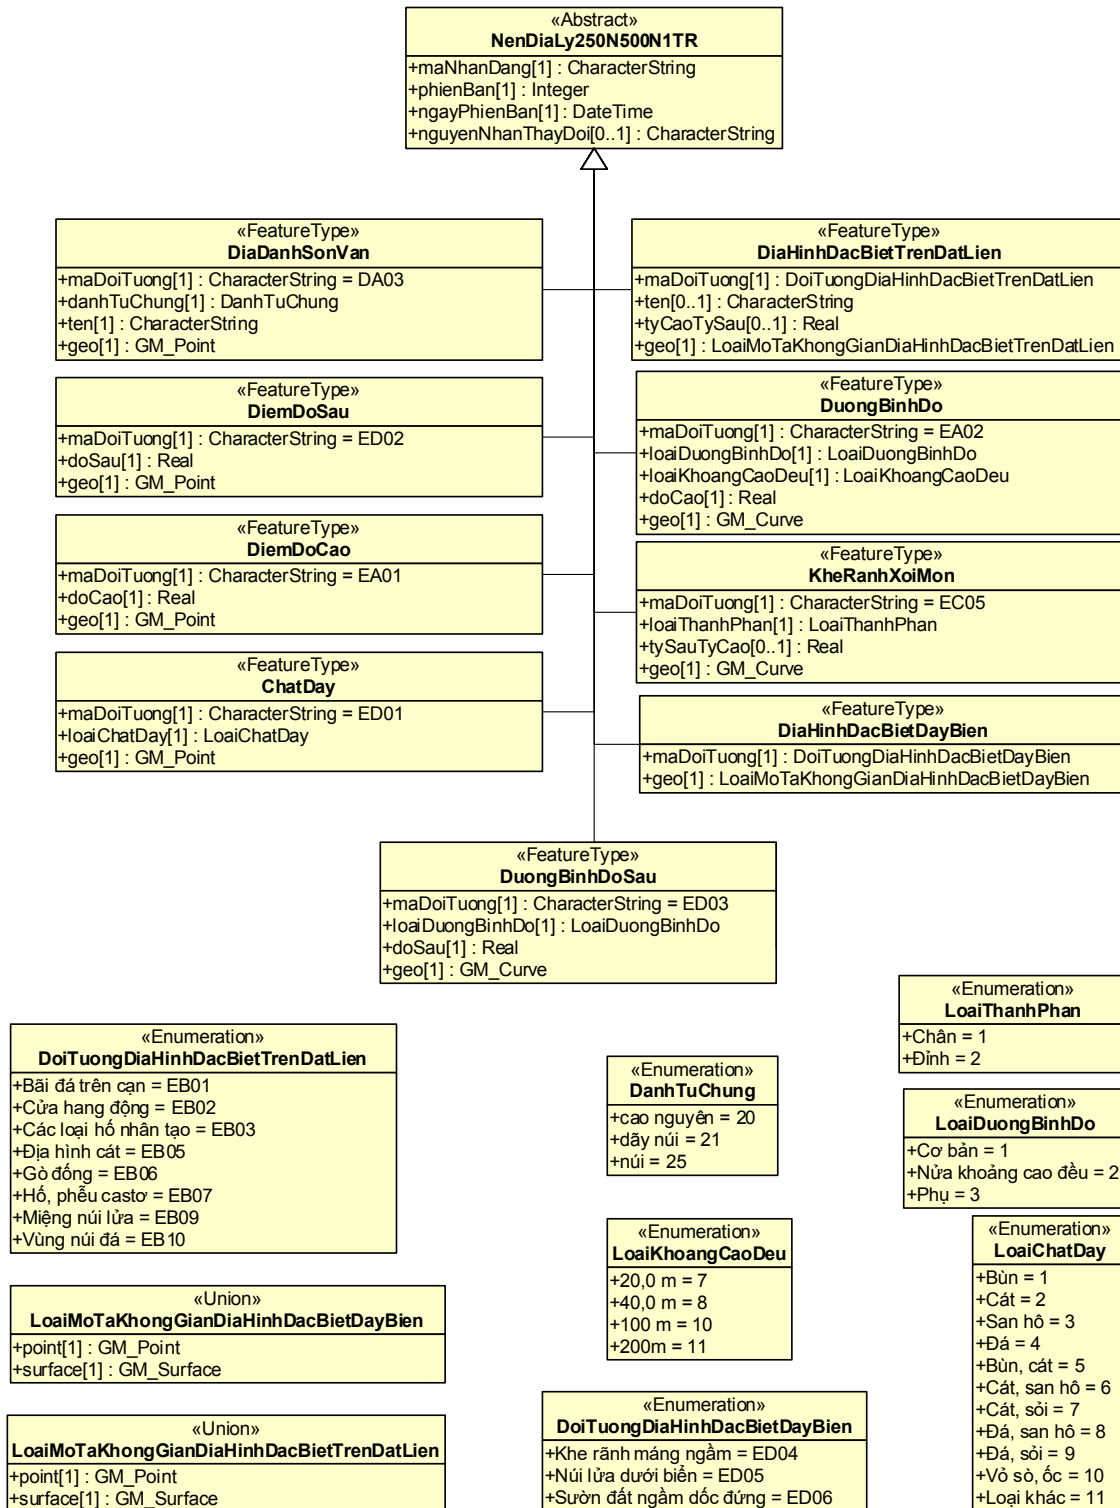 «Abstract»
NenDiaLy250N500N1TR
+maNhanDang[1] : CharacterString
+phienBan[1] : Integer
+ngayPhienBan[1] : DateTime
+nguyenNhanThayDoi[0..1] : CharacterString
«FeatureType»
DiaDanhSonVan
+maDoiTuong[1] : CharacterString = DA03
+danhTuChung[1] : DanhTuChung
+ten[1] : CharacterString
+geo[1] : GM_Point
«FeatureType»
DiaHinhDacBietTrenDatLien
+maDoiTuong[1] : DoiTuongDiaHinhDacBietTrenDatLien
+ten[0..1] : CharacterString
+tyCaoTySau[0..1] : Real
+geo[1] : LoaiMoTaKhongGianDiaHinhDacBietTrenDatLien
«FeatureType»
DiemDoSau
+maDoiTuong[1] : CharacterString = ED02
+doSau[1] : Real
+geo[1] : GM_Point
«FeatureType»
DuongBinhDo
+maDoiTuong[1] : CharacterString = EA02
+loaiDuongBinhDo[1] : LoaiDuongBinhDo
+loaiKhoangCaoDeu[1] : LoaiKhoangCaoDeu
+doCao[1] : Real
+geo[1] : GM_Curve
«FeatureType»
DiemDoCao
+maDoiTuong[1] : CharacterString = EA01
+doCao[1] : Real
+geo[1] : GM_Point
«FeatureType»
KheRanhXoiMon
+maDoiTuong[1] : CharacterString = EC05
+loaiThanhPhan[1] : LoaiThanhPhan
+tySauTyCao[0..1] : Real
+geo[1] : GM_Curve
«FeatureType»
ChatDay
+maDoiTuong[1] : CharacterString = ED01
+loaiChatDay[1] : LoaiChatDay
+geo[1] : GM_Point
«FeatureType»
DiaHinhDacBietDayBien
+maDoiTuong[1] : DoiTuongDiaHinhDacBietDayBien
+geo[1] : LoaiMoTaKhongGianDiaHinhDacBietDayBien
«FeatureType»
DuongBinhDoSau
+maDoiTuong[1] : CharacterString = ED03
+loaiDuongBinhDo[1] : LoaiDuongBinhDo
+doSau[1] : Real
+geo[1] : GM_Curve
«Enumeration»
DoiTuongDiaHinhDacBietTrenDatLien
+Bãi đá trên cạn = EB01
+Cửa hang động = EB02
+Các loại hố nhân tạo = EB03
+Địa hình cát = EB05
+Gò đống = EB06
+Hố, phễu castơ = EB07
+Miệng núi lửa = EB09
+Vùng núi đá = EB10
«Enumeration»
DanhTuChung
+cao nguyên = 20
+dãy núi = 21
+núi = 25
«Enumeration»
LoaiThanhPhan
+Chân = 1
+Đỉnh = 2
«Enumeration»
LoaiDuongBinhDo
+Cơ bản = 1
+Nửa khoảng cao đều = 2
+Phụ = 3
«Enumeration»
LoaiKhoangCaoDeu
+20,0 m = 7
+40,0 m = 8
+100 m = 10
+200m = 11
«Enumeration»
LoaiChatDay
+Bùn = 1
+Cát = 2
+San hô = 3
+Đá = 4
+Bùn, cát = 5
+Cát, san hô = 6
+Cát, sỏi = 7
+Đá, san hô = 8
+Đá, sỏi = 9
+Vỏ sò, ốc = 10
+Loại khác = 11
«Union»
LoaiMoTaKhongGianDiaHinhDacBietDayBien
+point[1] : GM_Point
+surface[1] : GM_Surface
«Union»
LoaiMoTaKhongGianDiaHinhDacBietTrenDatLien
+point[1] : GM_Point
+surface[1] : GM_Surface
«Enumeration»
DoiTuongDiaHinhDacBietDayBien
+Khe rãnh máng ngầm = ED04
+Núi lửa dưới biển = ED05
+Sườn đất ngầm dốc đứng = ED06